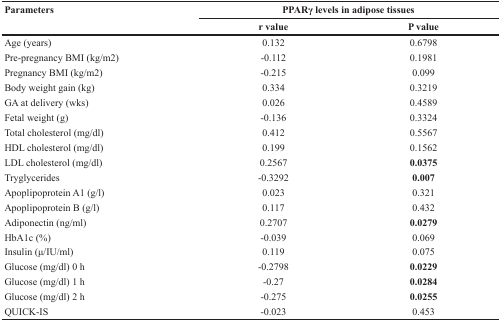 Parameters PPARγ levels in adipose tissues
r value P value
Age (years) 0.132 0.6798
Pre-pregnancy BMI (kg/m2) -0.112 0.1981
Pregnancy BMI (kg/m2) -0.215 0.099
Body weight gain (kg) 0.334 0.3219
GA at delivery (wks) 0.026 0.4589
Fetal weight (g) -0.136 0.3324
Total cholesterol (mg/dl) 0.412 0.5567
HDL cholesterol (mg/dl) 0.199 0.1562
LDL cholesterol (mg/dl) 0.2567 0.0375
Tryglycerides -0.3292 0.007
Apoplipoprotein A1 (g/l) 0.023 0.321
Apoplipoprotein B (g/l) 0.117 0.432
Adiponectin (ng/ml) 0.2707 0.0279
HbA1c (%) -0.039 0.069
Insulin (μ/IU/ml) 0.119 0.075
Glucose (mg/dl) 0 h -0.2798 0.0229
Glucose (mg/dl) 1 h -0.27 0.0284
Glucose (mg/dl) 2 h -0.275 0.0255
QUICK-IS -0.023 0.453